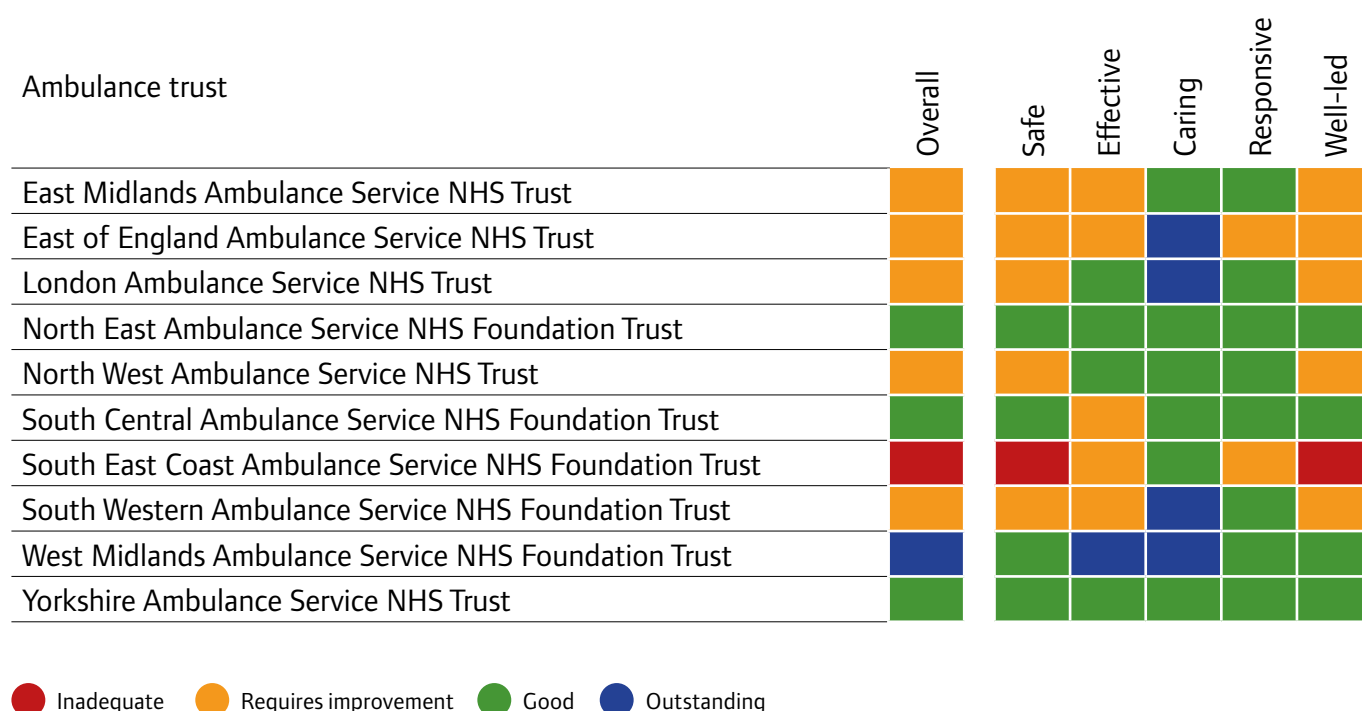 Ambulance trust
Overall
Safe
Effective
Caring
Responsive
Well-led
East Midlands Ambulance Service NHS Trust
East of England Ambulance Service NHS Trust
London Ambulance Service NHS Trust
North East Ambulance Service NHS Foundation Trust
North West Ambulance Service NHS Trust
South Central Ambulance Service NHS Foundation Trust
South East Coast Ambulance Service NHS Foundation Trust
South Western Ambulance Service NHS Foundation Trust
West Midlands Ambulance Service NHS Foundation Trust
Yorkshire Ambulance Service NHS Trust
Inadequate Requires improvement Good Outstanding